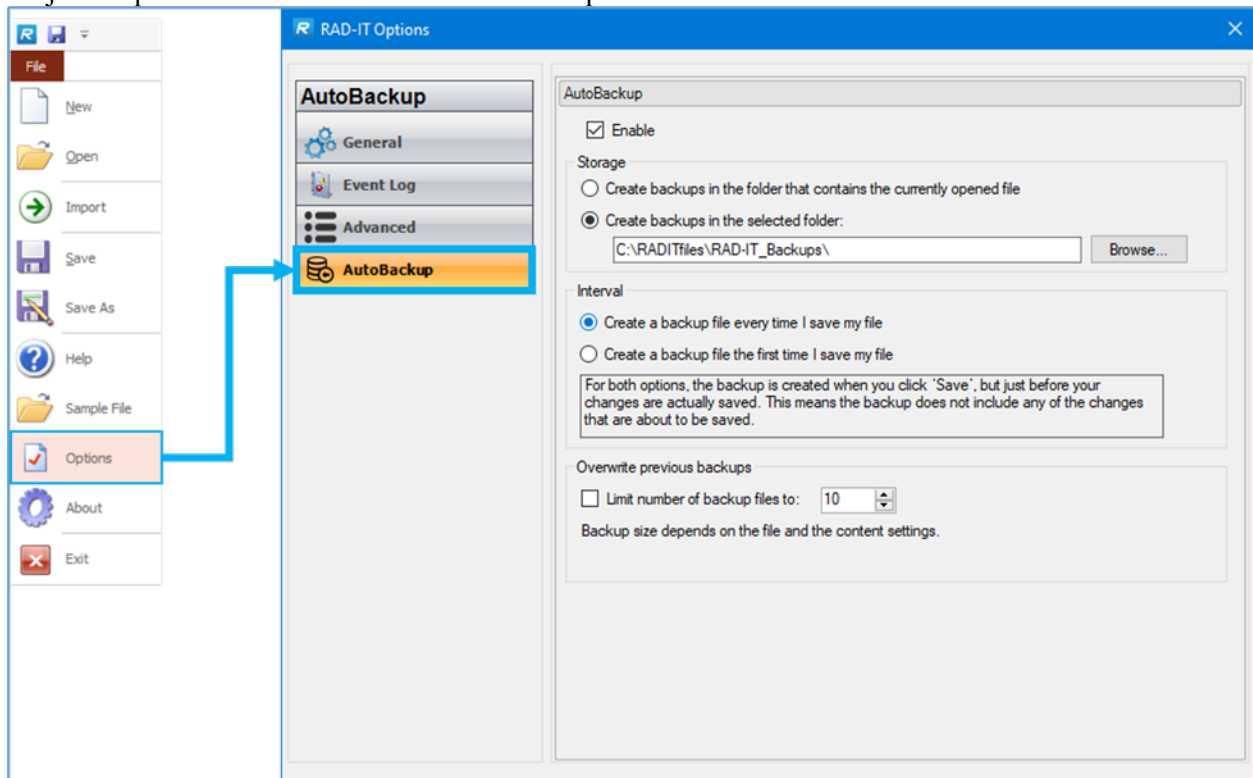 File
New
Open
Import
Save
Save As
Help
Sample File
Options
About
Exit
R RAD-IT Options
AutoBackup
General
Event Log
Advanced
AutoBackup
AutoBackup
Enable
Storage
Create backups in the folder that contains the currently opened file
Create backups in the selected folder:
C:\RADITfiles\RAD-IT_Backups\
Browse...
Interval
Create a backup file every time I save my file
Create a backup file the first time I save my file
For both options, the backup is created when you click 'Save', but just before your
changes are actually saved. This means the backup does not include any of the changes
that are about to be saved.
Overwrite previous backups
Limit number of backup files to: 10
Backup size depends on the file and the content settings.